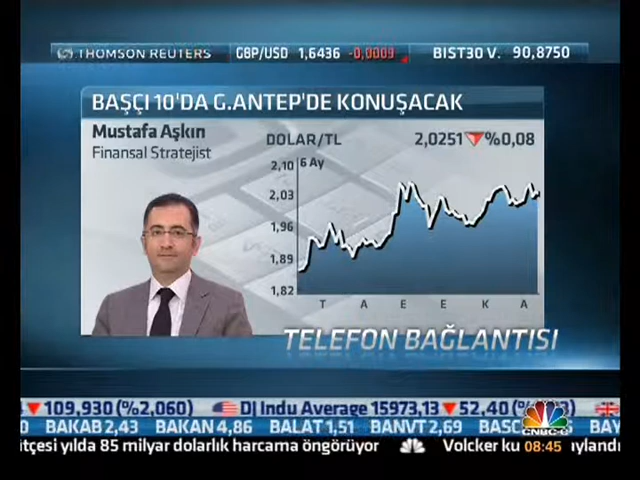 THOMSON REUTERS GBP/USD 1,6436 -0,0009 BIST30 V. 90,8750
BAŞÇI 10'DA G.ANTEP'DE KONUŞACAK
Mustafa Aşkın
Finansal Stratejist
DOLAR/TL 2,0251 %0,08
2,10 6 Ay
2,03
1,96
1,89
1,82
T A E E K A
TELEFON BAĞLANTISI
109,930 (%2,060) DJ Indu Average 15973,13 52,40
BAKAB 2,43 BAKAN 4,86 BALAT 1,51 BANVT 2,69 BASC
CNBC-e
itçesi yılda 85 milyar dolarlık harcama öngörüyor Volcker ku 08:45